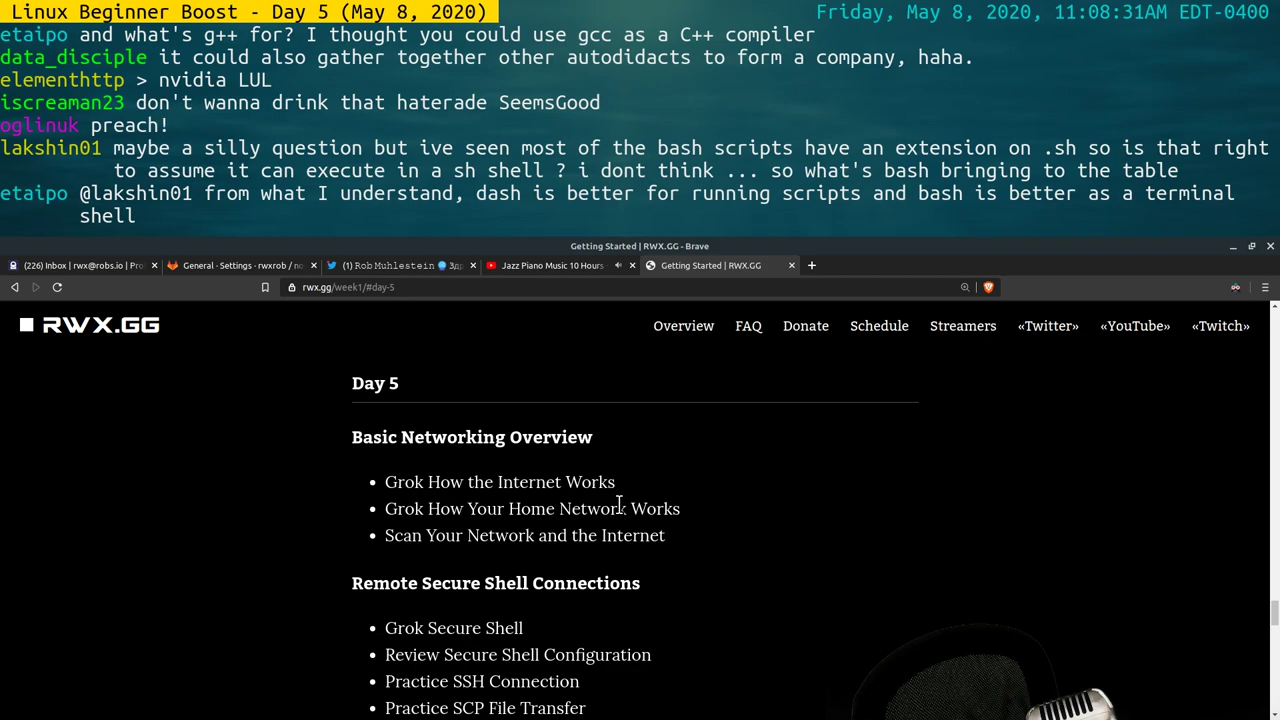 Linux Beginner Boost - Day 5 (May 8, 2020)
Friday, May 8, 2020, 11:08:31AM EDT-0400
etaipo and what's g++ for? I thought you could use gcc as a C++ compiler
data_disciple it could also gather together other autodidacts to form a company, haha.
elementhttp > nvidia LUL
iscreaman23 don't wanna drink that haterade SeemsGood
oglinuk preach!
lakshin01 maybe a silly question but ive seen most of the bash scripts have an extension on .sh so is that right
to assume it can execute in a sh shell ? i dont think ... so what's bash bringing to the table
etaipo @lakshin01 from what I understand, dash is better for running scripts and bash is better as a terminal
shell
Getting Started | RWX.GG - Brave
(226) Inbox | rwx@robs.io | Pro
General · Settings · rwxrob / no
(1) Rob Muhlestein
Jazz Piano Music 10 Hours
Getting Started | RWX.GG
rwx.gg/week1/#day-5
RWX.GG
Overview FAQ Donate Schedule Streamers «Twitter» «YouTube» «Twitch»
Day 5
Basic Networking Overview
• Grok How the Internet Works
• Grok How Your Home Network Works
• Scan Your Network and the Internet
Remote Secure Shell Connections
• Grok Secure Shell
• Review Secure Shell Configuration
• Practice SSH Connection
• Practice SCP File Transfer